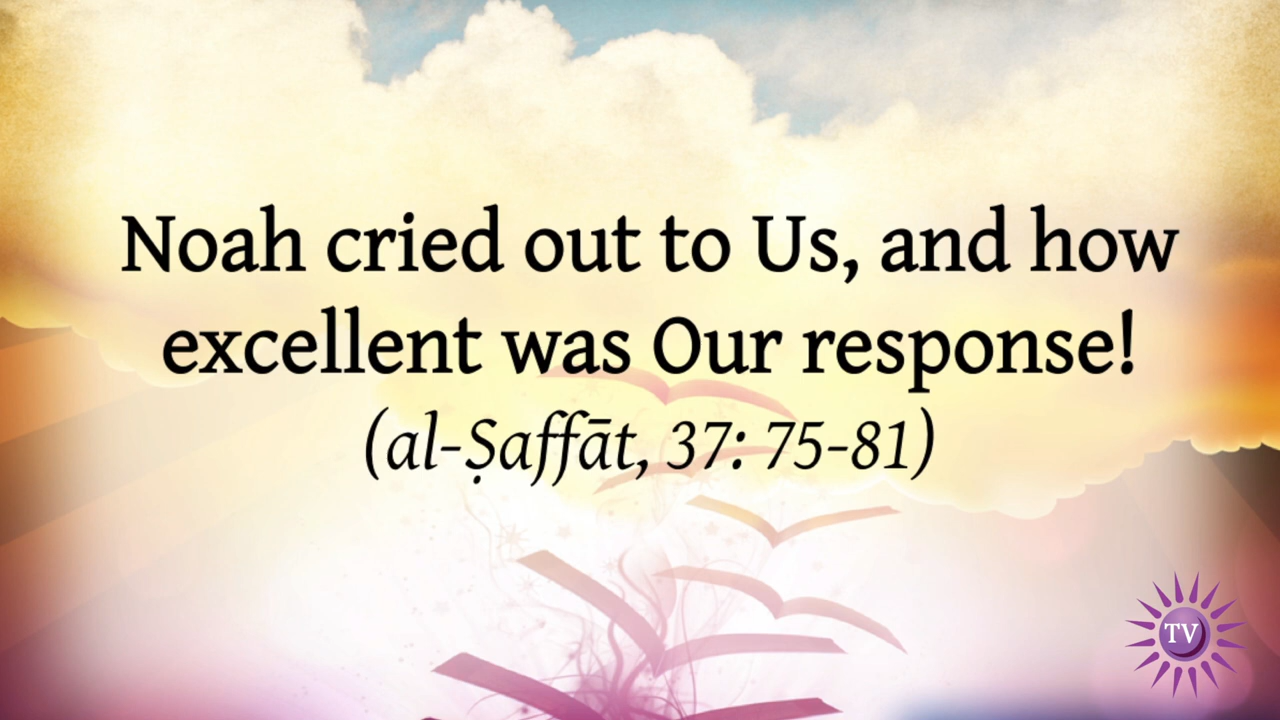 Noah cried out to Us, and how
excellent was Our response!
(al-Ṣaffāt, 37: 75-81)
TV